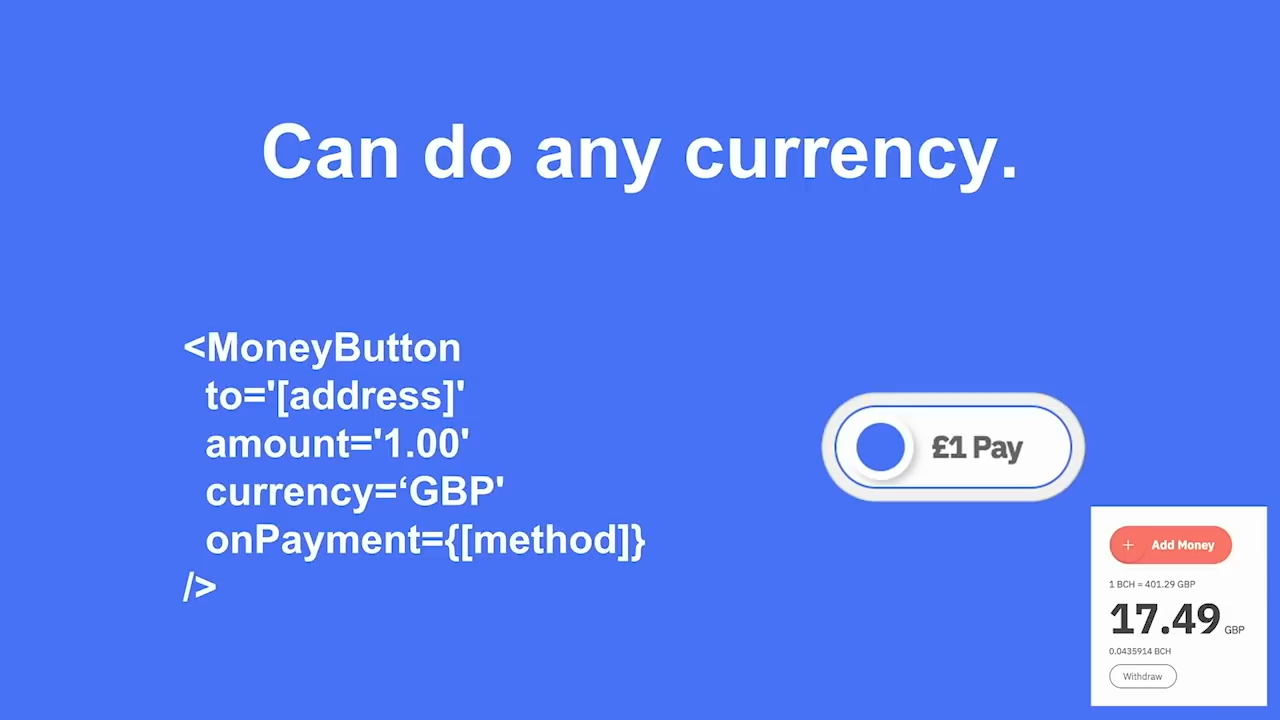 Can do any currency.
<MoneyButton
to='[address]'
amount='1.00'
currency=‘GBP'
onPayment={[method]}
/>
£1 Pay
+ Add Money
1 BCH = 401.29 GBP
17.49 GBP
0.0435914 BCH
Withdraw